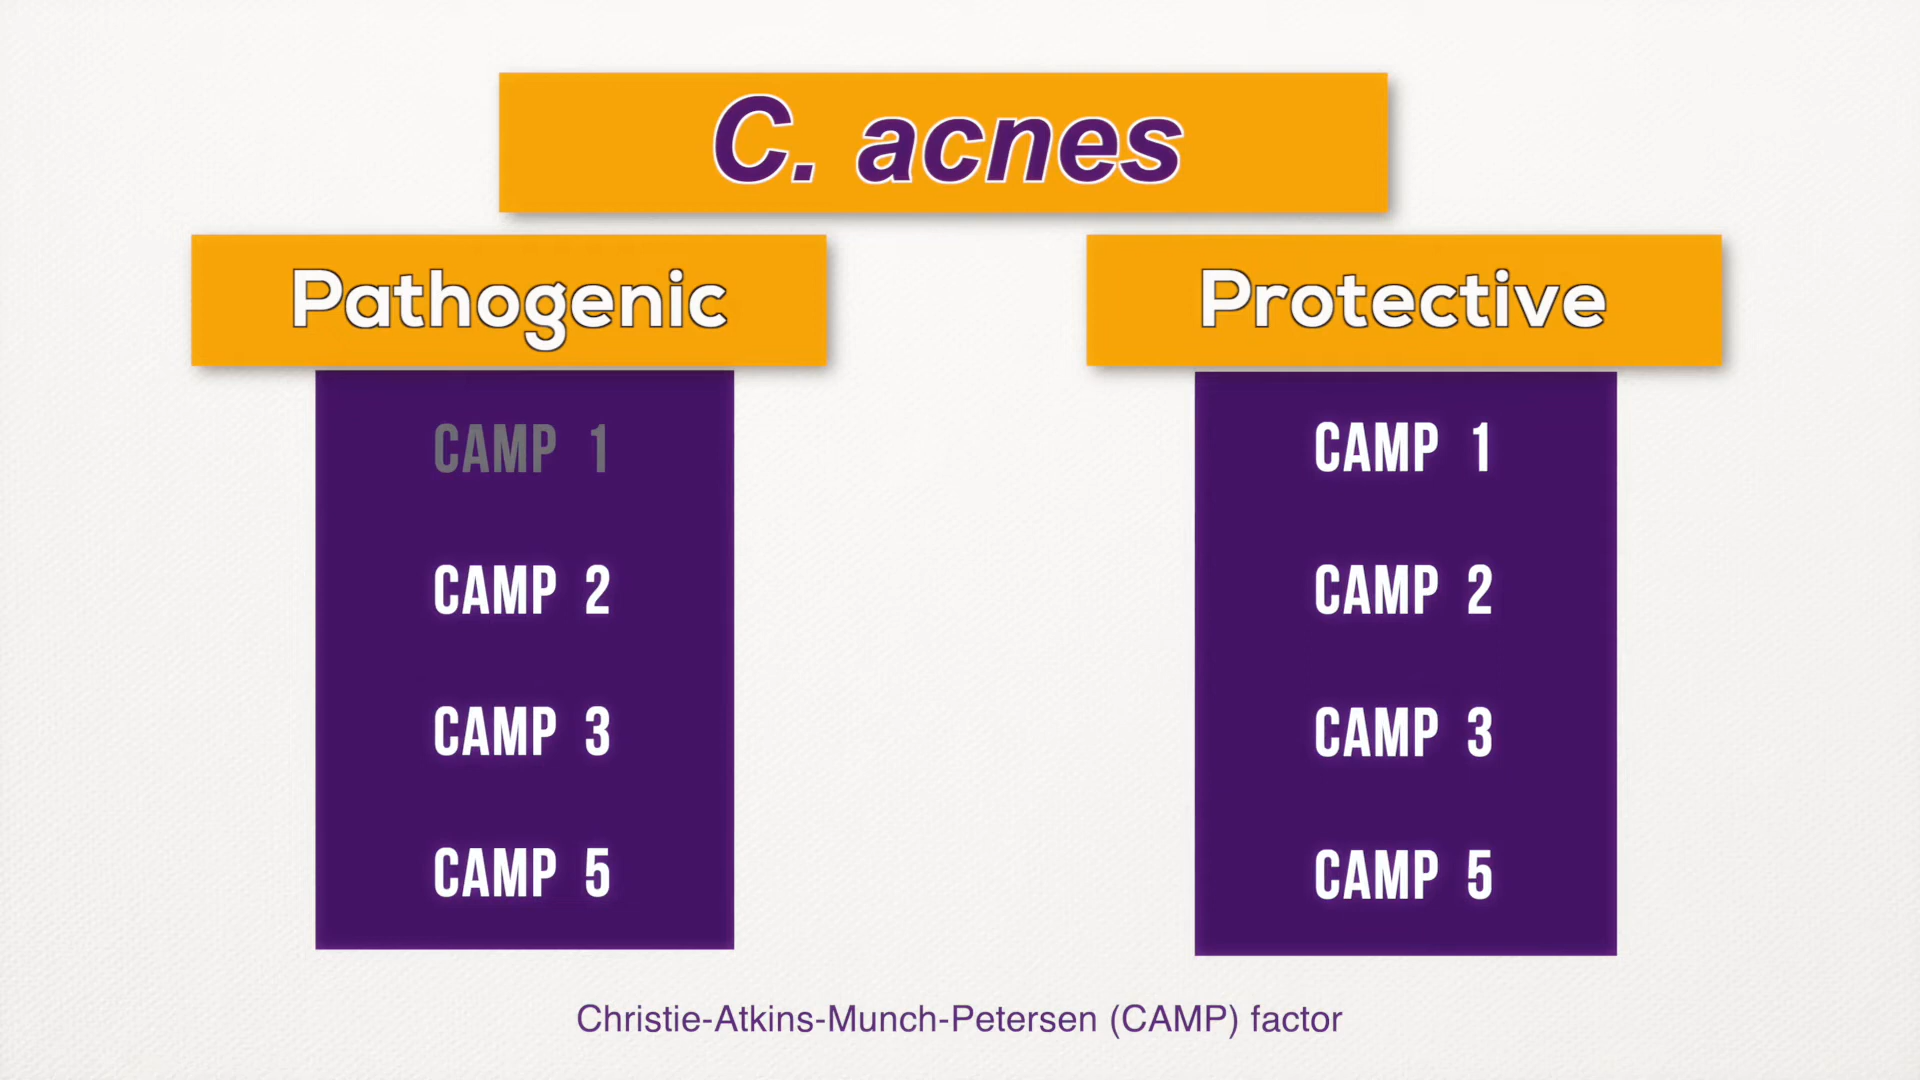 C. acnes
Pathogenic
CAMP 1
CAMP 2
CAMP 3
CAMP 5
Protective
CAMP 1
CAMP 2
CAMP 3
CAMP 5
Christie-Atkins-Munch-Petersen (CAMP) factor